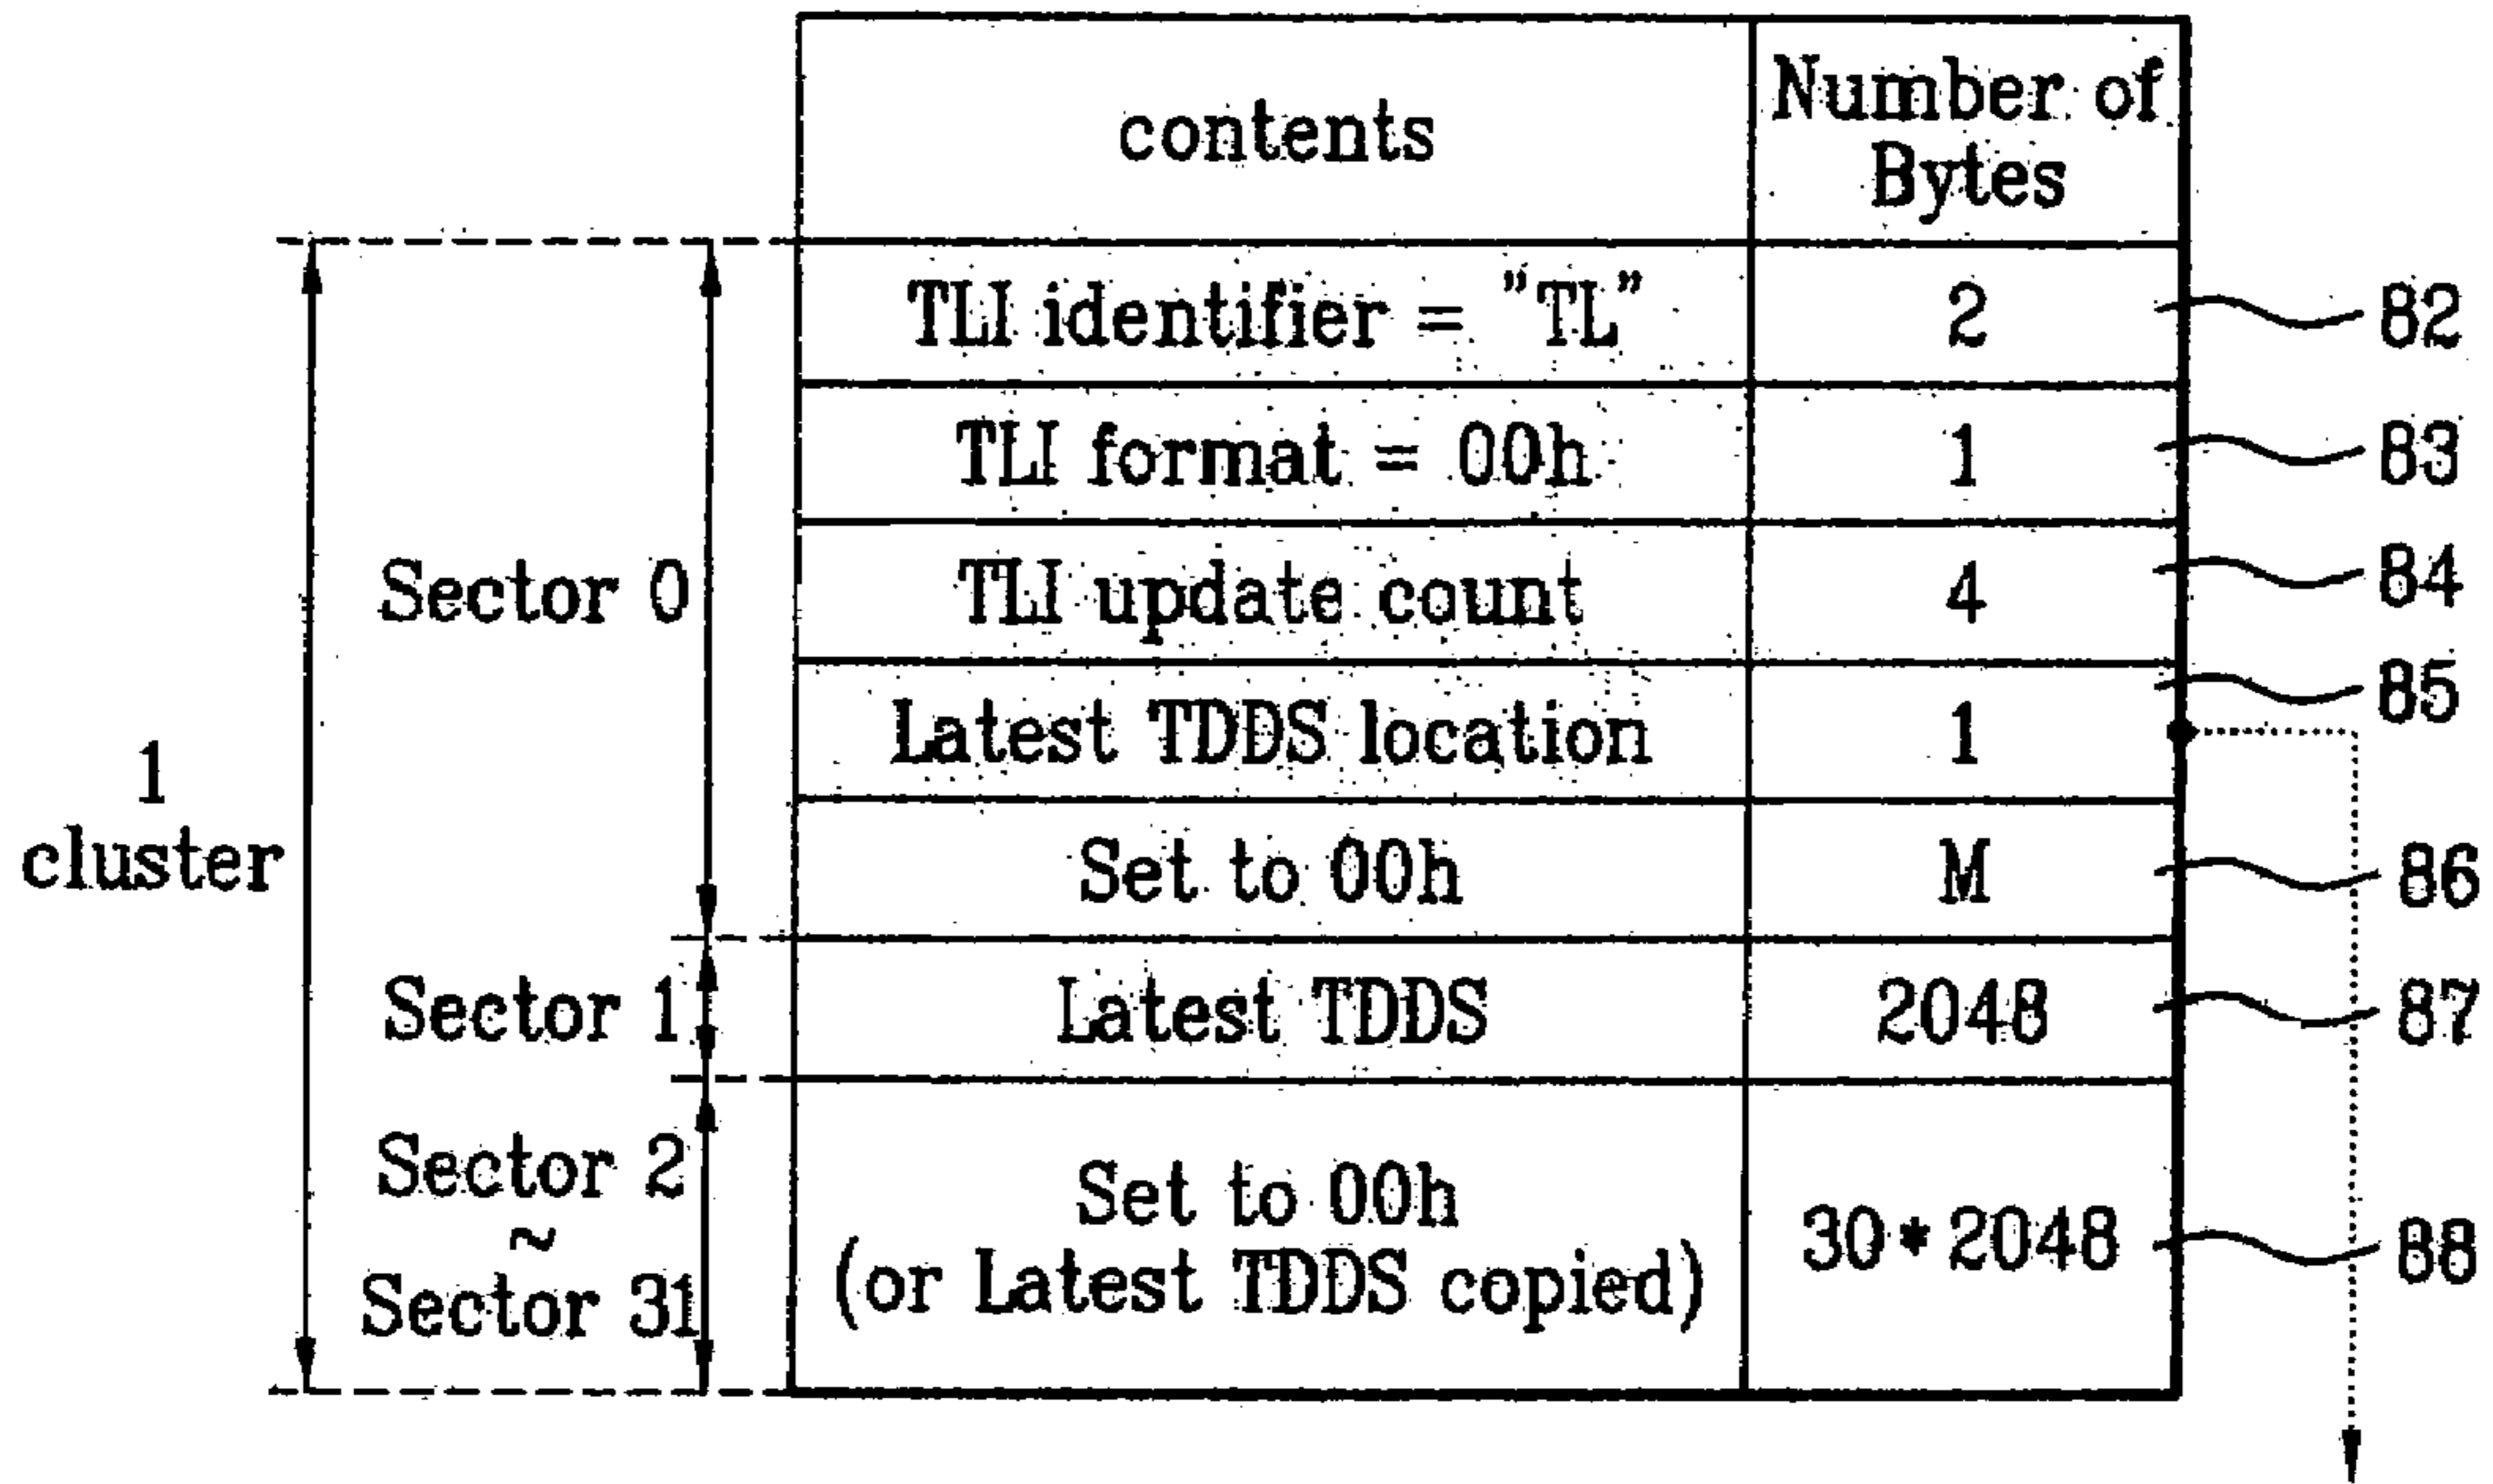 contents
Number of
Bytes
TLI identifier = "TL"
2
82
TLI format = 00h
1
83
Sector 0
TLI update count
4
84
Latest TDDS location
1
85
1
cluster
Set to 00h
M
86
Sector 1
Latest TDDS
2048
87
Sector 2
~
Sector 31
Set to 00h
(or Latest TDDS copied)
30*2048
88